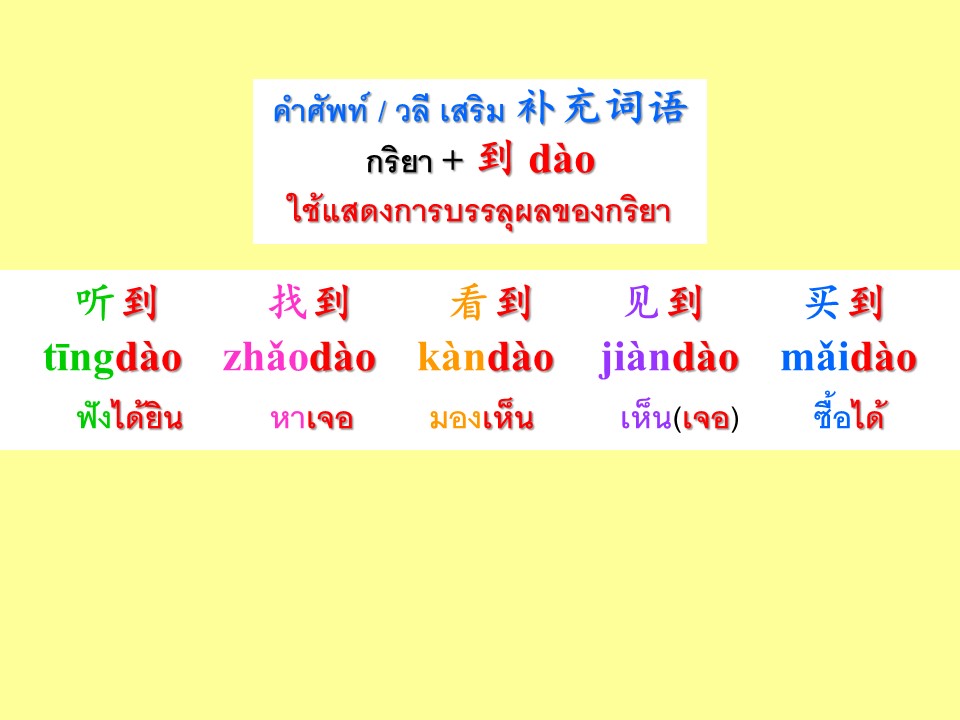 คำศัพท์ / วลี เสริม 补充词语
กริยา + 到 dào
ใช้แสดงการบรรลุผลของกริยา
听到 找到 看到 见到 买到
tīngdào zhǎodào kàndào jiàndào mǎidào
ฟังได้ยิน หาเจอ มองเห็น เห็น(เจอ) ซื้อได้